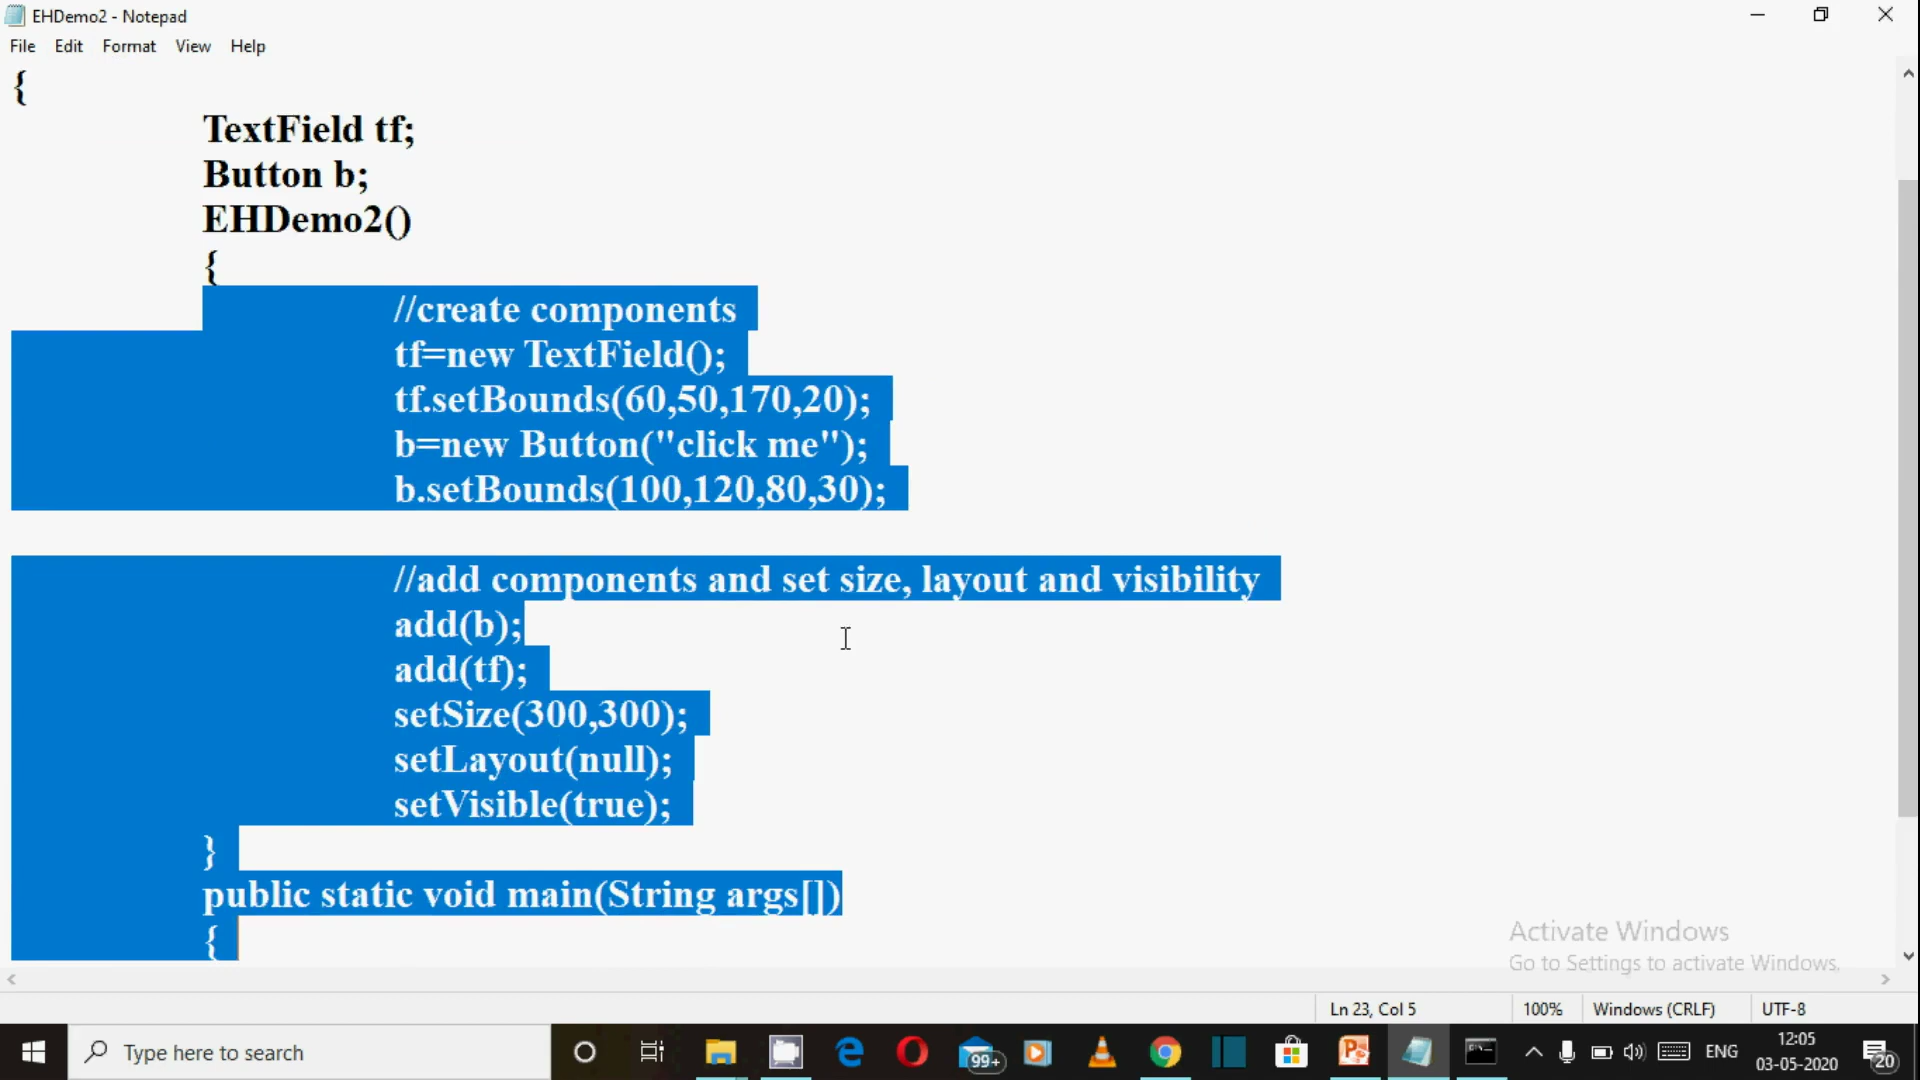 EHDemo2 - Notepad
File Edit Format View Help
{
TextField tf;
Button b;
EHDemo2()
{
//create components
tf=new TextField();
tf.setBounds(60,50,170,20);
b=new Button("click me");
b.setBounds(100,120,80,30);
//add components and set size, layout and visibility
add(b);
add(tf);
setSize(300,300);
setLayout(null);
setVisible(true);
}
public static void main(String args[])
{
Activate Windows
Go to Settings to activate Windows.
Ln 23, Col 5 100% Windows (CRLF) UTF-8
Type here to search 99+ ENG 12:05
03-05-2020 20